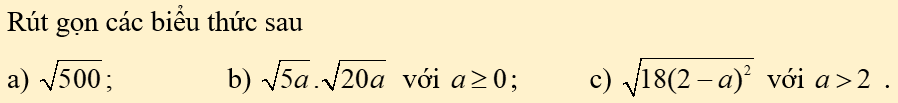 Rút gọn các biểu thức sau
a) √500 ; b) √5a . √20a với a ≥ 0 ; c) √18(2 − a)² với a > 2 .